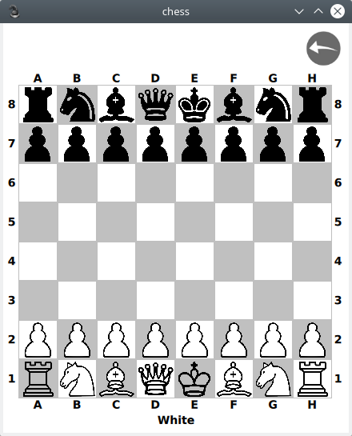 chess
A B C D E F G H
8 8
7 7
6 6
5 5
4 4
3 3
2 2
1 1
A B C D E F G H
White